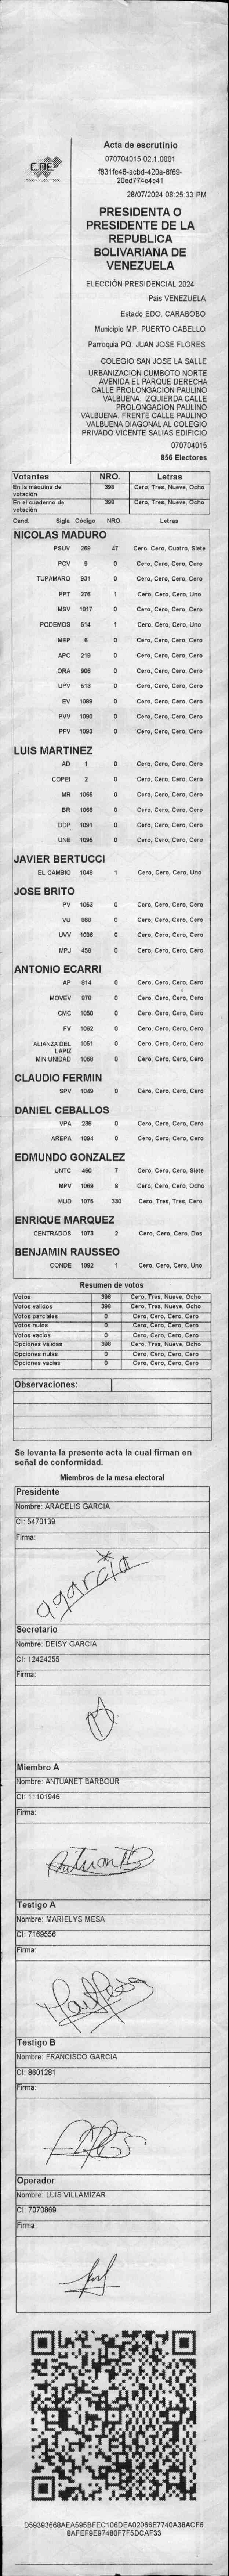 CNE
Acta de escrutinio
070704015.02.1.0001
f831fe48-acbd-420a-8f69-
20ed774c4c41
28/07/2024 08:25:33 PM
PRESIDENTA O
PRESIDENTE DE LA
REPUBLICA
BOLIVARIANA DE
VENEZUELA
ELECCIÓN PRESIDENCIAL 2024
Pais VENEZUELA
Estado EDO. CARABOBO
Municipio MP. PUERTO CABELLO
Parroquia PQ. JUAN JOSE FLORES
COLEGIO SAN JOSE LA SALLE
URBANIZACION CUMBOTO NORTE
AVENIDA EL PARQUE DERECHA
CALLE PROLONGACION PAULINO
VALBUENA. IZQUIERDA CALLE
PROLONGACION PAULINO
VALBUENA. FRENTE CALLE PAULINO
VALBUENA DIAGONAL AL COLEGIO
PRIVADO VICENTE SALIAS EDIFICIO
070704015
856 Electores
Votantes NRO. Letras
En la máquina de votación 398 Cero, Tres, Nueve, Ocho
En el cuaderno de votación 398 Cero, Tres, Nueve, Ocho
Cand. Sigla Código NRO. Letras
NICOLAS MADURO
PSUV 269 47 Cero, Cero, Cuatro, Siete
PCV 9 0 Cero, Cero, Cero, Cero
TUPAMARO 931 0 Cero, Cero, Cero, Cero
PPT 276 1 Cero, Cero, Cero, Uno
MSV 1017 0 Cero, Cero, Cero, Cero
PODEMOS 514 1 Cero, Cero, Cero, Uno
MEP 6 0 Cero, Cero, Cero, Cero
APC 219 0 Cero, Cero, Cero, Cero
ORA 906 0 Cero, Cero, Cero, Cero
UPV 513 0 Cero, Cero, Cero, Cero
EV 1089 0 Cero, Cero, Cero, Cero
PVV 1090 0 Cero, Cero, Cero, Cero
PFV 1093 0 Cero, Cero, Cero, Cero
LUIS MARTINEZ
AD 1 0 Cero, Cero, Cero, Cero
COPEI 2 0 Cero, Cero, Cero, Cero
MR 1065 0 Cero, Cero, Cero, Cero
BR 1068 0 Cero, Cero, Cero, Cero
DDP 1091 0 Cero, Cero, Cero, Cero
UNE 1095 0 Cero, Cero, Cero, Cero
JAVIER BERTUCCI
EL CAMBIO 1048 1 Cero, Cero, Cero, Uno
JOSE BRITO
PV 1053 0 Cero, Cero, Cero, Cero
VU 868 0 Cero, Cero, Cero, Cero
UVV 1096 0 Cero, Cero, Cero, Cero
MPJ 458 0 Cero, Cero, Cero, Cero
ANTONIO ECARRI
AP 814 0 Cero, Cero, Cero, Cero
MOVEV 878 0 Cero, Cero, Cero, Cero
CMC 1050 0 Cero, Cero, Cero, Cero
FV 1062 0 Cero, Cero, Cero, Cero
ALIANZA DEL LAPIZ 1051 0 Cero, Cero, Cero, Cero
MIN UNIDAD 1068 0 Cero, Cero, Cero, Cero
CLAUDIO FERMIN
SPV 1049 0 Cero, Cero, Cero, Cero
DANIEL CEBALLOS
VPA 236 0 Cero, Cero, Cero, Cero
AREPA 1094 0 Cero, Cero, Cero, Cero
EDMUNDO GONZALEZ
UNTC 460 7 Cero, Cero, Cero, Siete
MPV 1069 8 Cero, Cero, Cero, Ocho
MUD 1075 330 Cero, Tres, Tres, Cero
ENRIQUE MARQUEZ
CENTRADOS 1073 2 Cero, Cero, Cero, Dos
BENJAMIN RAUSSEO
CONDE 1092 1 Cero, Cero, Cero, Uno
Resumen de votos
Votos 398 Cero, Tres, Nueve, Ocho
Votos validos 398 Cero, Tres, Nueve, Ocho
Votos parciales 0 Cero, Cero, Cero, Cero
Votos nulos 0 Cero, Cero, Cero, Cero
Votos vacios 0 Cero, Cero, Cero, Cero
Opciones validas 398 Cero, Tres, Nueve, Ocho
Opciones nulas 0 Cero, Cero, Cero, Cero
Opciones vacias 0 Cero, Cero, Cero, Cero
Observaciones:
Se levanta la presente acta la cual firman en
señal de conformidad.
Miembros de la mesa electoral
Presidente
Nombre: ARACELIS GARCIA
CI: 5470139
Firma:
agarcia
Secretario
Nombre: DEISY GARCIA
CI: 12424255
Firma:
Miembro A
Nombre: ANTUANET BARBOUR
CI: 11101946
Firma:
Testigo A
Nombre: MARIELYS MESA
CI: 7169556
Firma:
Testigo B
Nombre: FRANCISCO GARCIA
CI: 8601281
Firma:
Operador
Nombre: LUIS VILLAMIZAR
CI: 7070869
Firma:
D59393668AEA595BFEC106DEA02066E7740A38ACF6
8AFEF9E97480F7F5DCAF33